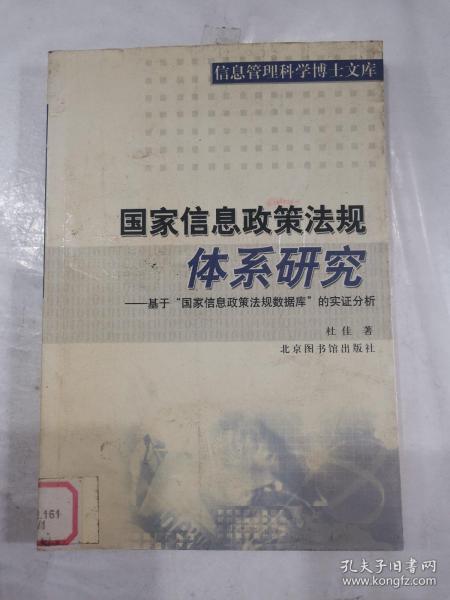 信息管理科学博士文库
国家信息政策法规
体系研究
——基于“国家信息政策法规数据库”的实证分析
杜佳 著
北京图书馆出版社
161
孔夫子旧书网
www.kongfz.com